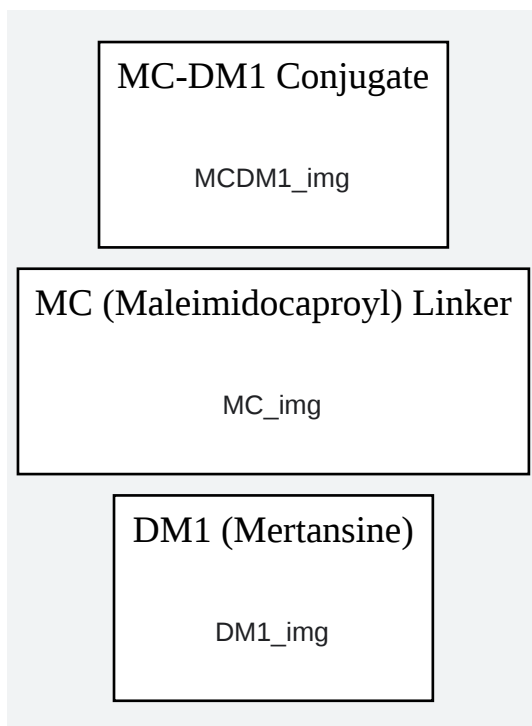 MC-DM1 Conjugate
MCDM1_img
MC (Maleimidocaproyl) Linker
MC_img
DM1 (Mertansine)
DM1_img